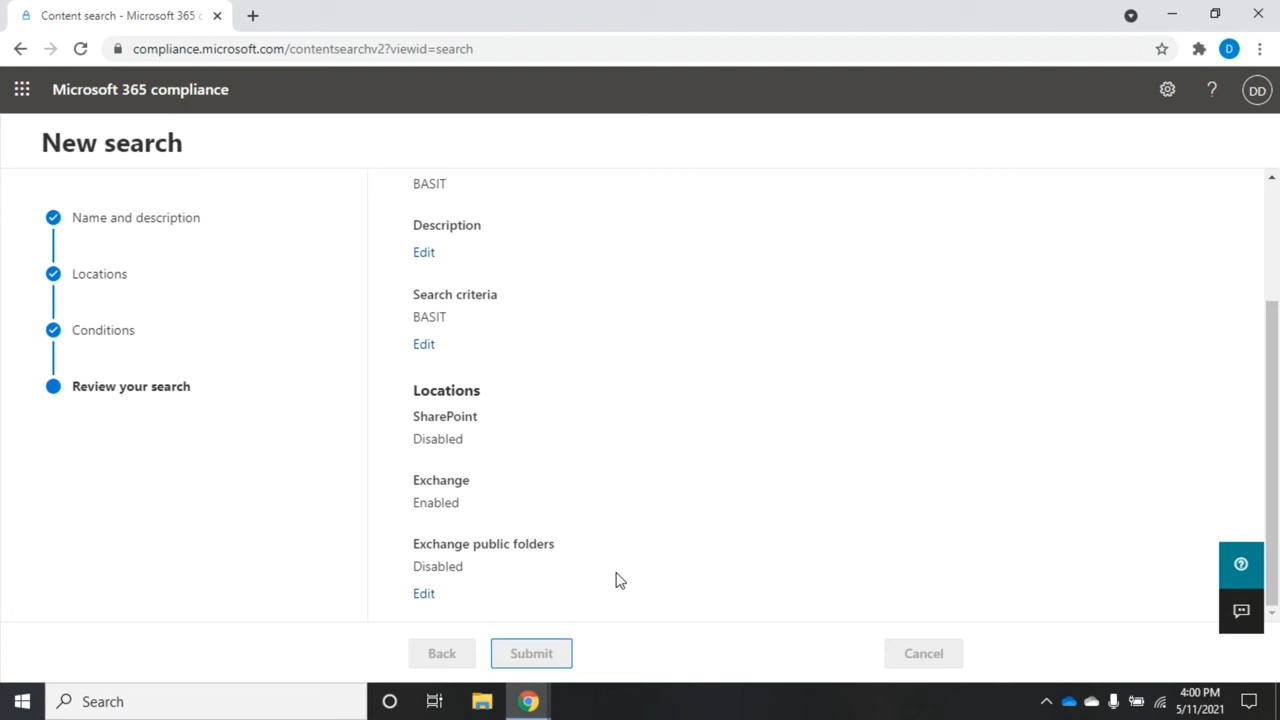 Content search - Microsoft 365 c
compliance.microsoft.com/contentsearchv2?viewid=search
D
Microsoft 365 compliance
?
DD
New search
Name and description
Locations
Conditions
Review your search
BASIT
Description
Edit
Search criteria
BASIT
Edit
Locations
SharePoint
Disabled
Exchange
Enabled
Exchange public folders
Disabled
Edit
Back
Submit
Cancel
Search
4:00 PM
5/11/2021